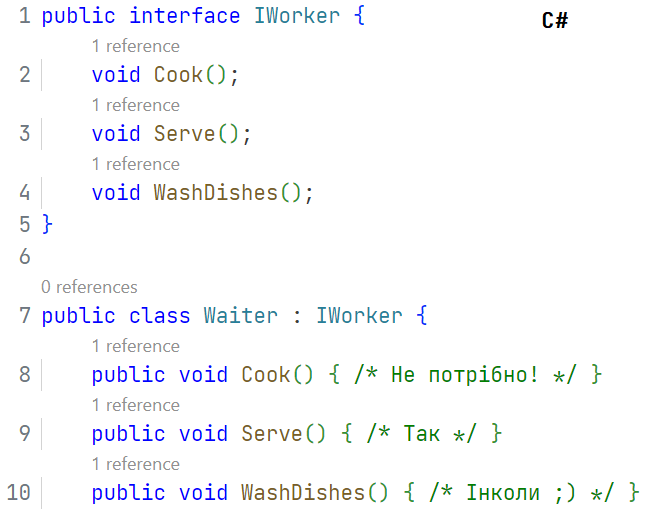 1 public interface IWorker {
C#
1 reference
2 void Cook();
1 reference
3 void Serve();
1 reference
4 void WashDishes();
5 }
6
0 references
7 public class Waiter : IWorker {
1 reference
8 public void Cook() { /* Не потрібно! */ }
1 reference
9 public void Serve() { /* Так */ }
1 reference
10 public void WashDishes() { /* Інколи ;) */ }